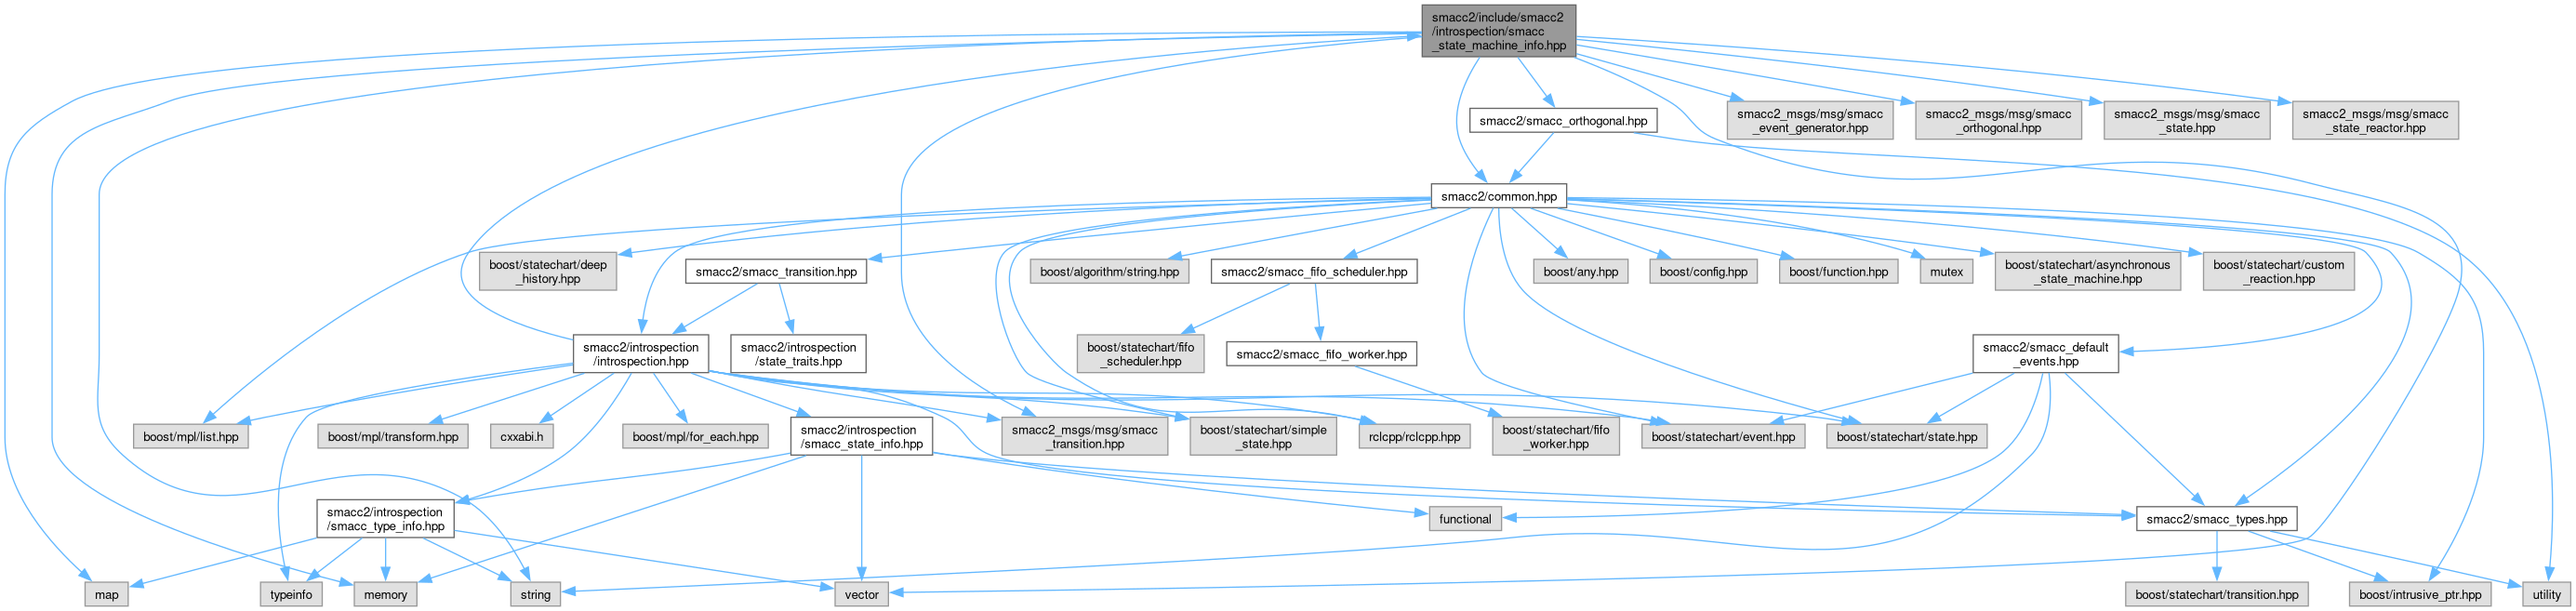 smacc2/include/smacc2
/introspection/smacc
_state_machine_info.hpp
smacc2/smacc_orthogonal.hpp
smacc2_msgs/msg/smacc
_event_generator.hpp
smacc2_msgs/msg/smacc
_orthogonal.hpp
smacc2_msgs/msg/smacc
_state.hpp
smacc2_msgs/msg/smacc
_state_reactor.hpp
smacc2/common.hpp
boost/statechart/deep
_history.hpp
smacc2/smacc_transition.hpp
boost/algorithm/string.hpp
smacc2/smacc_fifo_scheduler.hpp
boost/any.hpp
boost/config.hpp
boost/function.hpp
mutex
boost/statechart/asynchronous
_state_machine.hpp
boost/statechart/custom
_reaction.hpp
smacc2/introspection
/introspection.hpp
smacc2/introspection
/state_traits.hpp
boost/statechart/fifo
_scheduler.hpp
smacc2/smacc_fifo_worker.hpp
smacc2/smacc_default
_events.hpp
boost/mpl/list.hpp
boost/mpl/transform.hpp
cxxabi.h
boost/mpl/for_each.hpp
smacc2/introspection
/smacc_state_info.hpp
smacc2_msgs/msg/smacc
_transition.hpp
boost/statechart/simple
_state.hpp
rclcpp/rclcpp.hpp
boost/statechart/fifo
_worker.hpp
boost/statechart/event.hpp
boost/statechart/state.hpp
smacc2/introspection
/smacc_type_info.hpp
functional
smacc2/smacc_types.hpp
map
typeinfo
memory
string
vector
boost/statechart/transition.hpp
boost/intrusive_ptr.hpp
utility